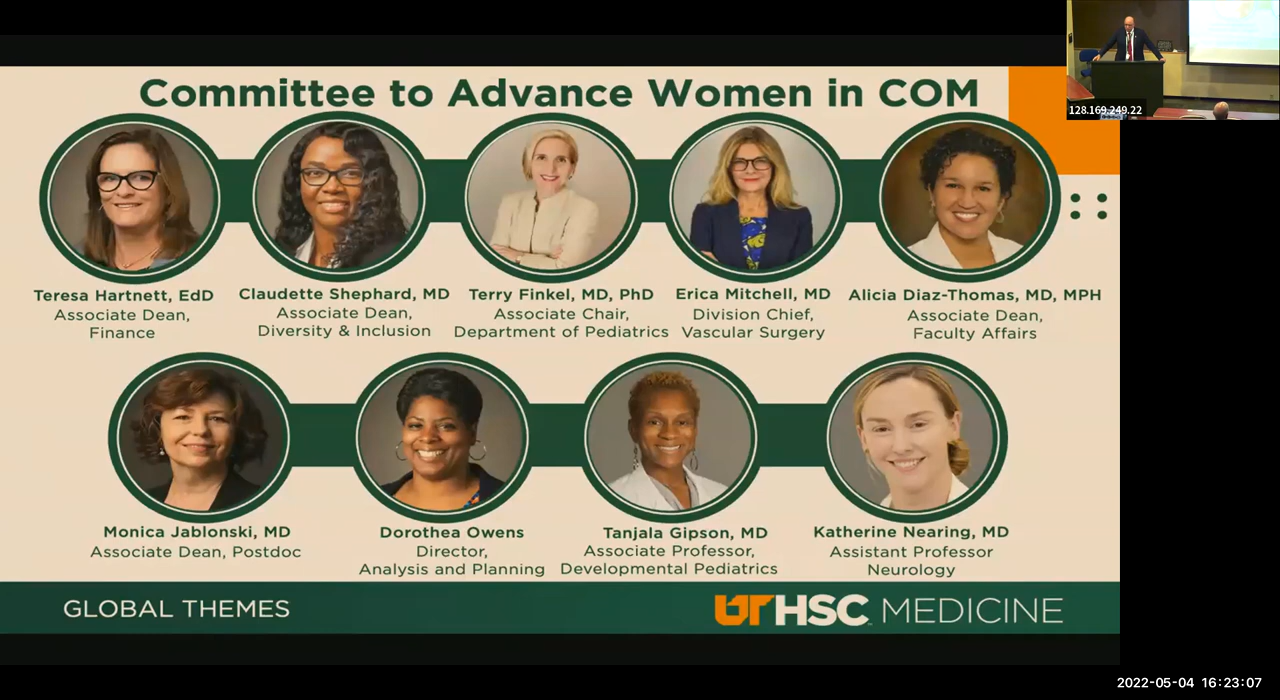 Committee to Advance Women in COM
128.169.249.22
Teresa Hartnett, EdD
Associate Dean,
Finance
Claudette Shephard, MD
Associate Dean,
Diversity & Inclusion
Terry Finkel, MD, PhD
Associate Chair,
Department of Pediatrics
Erica Mitchell, MD
Division Chief,
Vascular Surgery
Alicia Diaz-Thomas, MD, MPH
Associate Dean,
Faculty Affairs
Monica Jablonski, MD
Associate Dean, Postdoc
Dorothea Owens
Director,
Analysis and Planning
Tanjala Gipson, MD
Associate Professor,
Developmental Pediatrics
Katherine Nearing, MD
Assistant Professor
Neurology
GLOBAL THEMES
UTHSC MEDICINE
2022-05-04 16:23:07